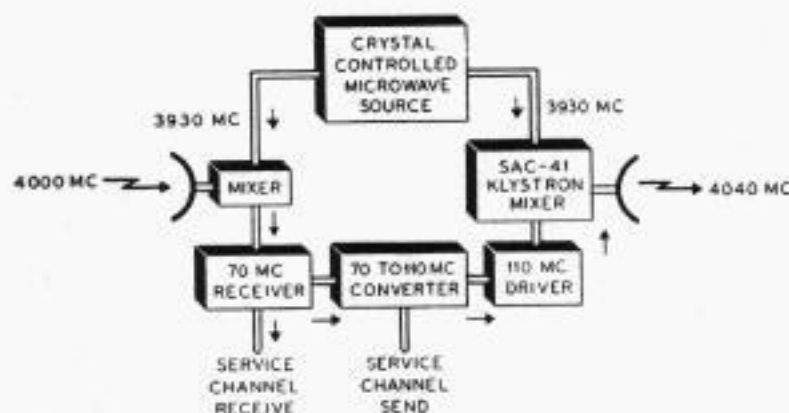 CRYSTAL
CONTROLLED
MICROWAVE
SOURCE
3930 MC
3930 MC
4000 MC
MIXER
SAC-41
KLYSTRON
MIXER
4040 MC
70 MC
RECEIVER
70 TO 110 MC
CONVERTER
110 MC
DRIVER
SERVICE
CHANNEL
RECEIVE
SERVICE
CHANNEL
SEND